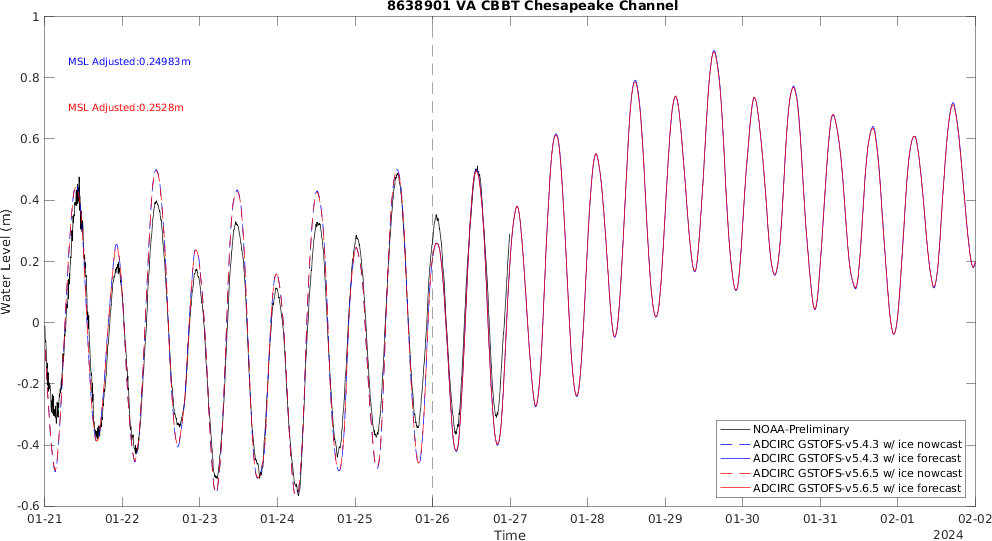 8638901 VA CBBT Chesapeake Channel
MSL Adjusted:0.24983m
MSL Adjusted:0.2528m
Water Level (m)
1
0.8
0.6
0.4
0.2
0
-0.2
-0.4
-0.6
NOAA-Preliminary
ADCIRC GSTOFS-v5.4.3 w/ ice nowcast
ADCIRC GSTOFS-v5.4.3 w/ ice forecast
ADCIRC GSTOFS-v5.6.5 w/ ice nowcast
ADCIRC GSTOFS-v5.6.5 w/ ice forecast
01-21 01-22 01-23 01-24 01-25 01-26 01-27 01-28 01-29 01-30 01-31 02-01 02-02
Time
2024